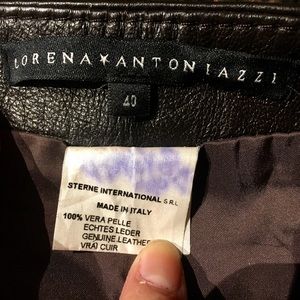 LORENA★ANTONIAZZI
40
STERNE INTERNATIONAL S R L
MADE IN ITALY
100% VERA PELLE
ECHTES LEDER
GENUINE LEATHER
VRAI CUIR